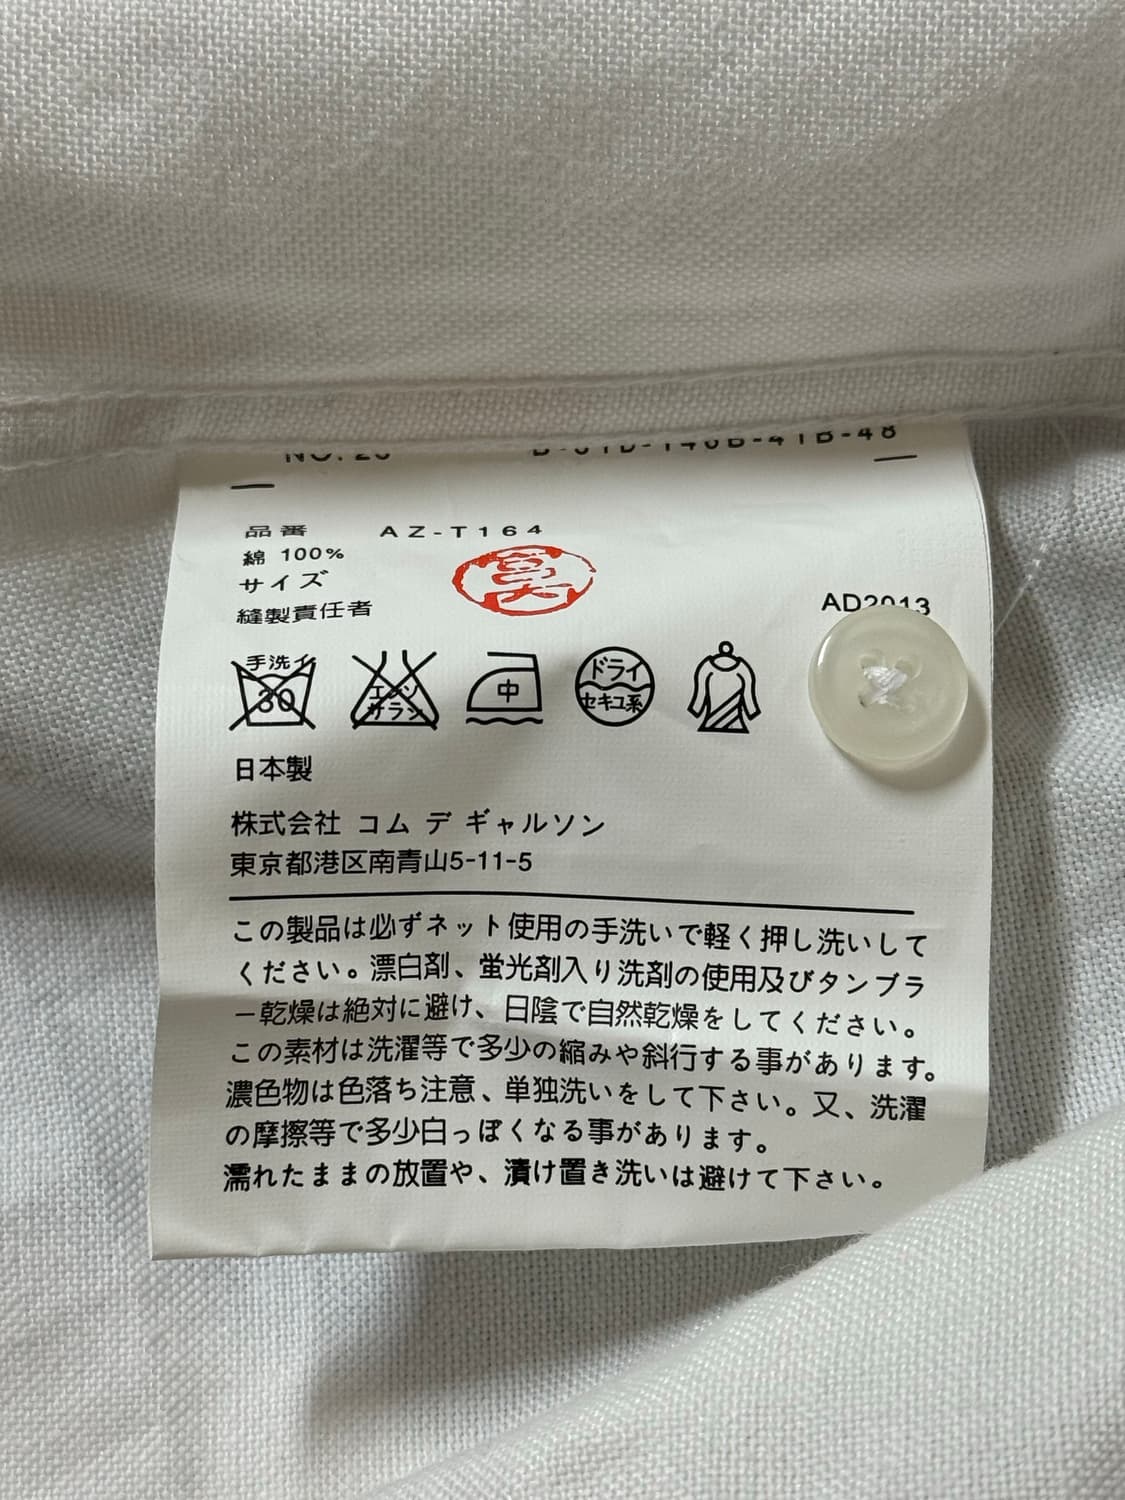 品番 AZ-T164
綿 100%
サイズ
縫製責任者
AD2013
手洗イ
30
エンソ
サラシ
中
ドライ
セキユ系
日本製
株式会社 コム デ ギャルソン
東京都港区南青山5-11-5
この製品は必ずネット使用の手洗いで軽く押し洗いして
ください。漂白剤、蛍光剤入り洗剤の使用及びタンブラ
ー乾燥は絶対に避け、日陰で自然乾燥をしてください。
この素材は洗濯等で多少の縮みや斜行する事があります。
濃色物は色落ち注意、単独洗いをして下さい。又、洗濯
の摩擦等で多少白っぽくなる事があります。
濡れたままの放置や、漬け置き洗いは避けて下さい。